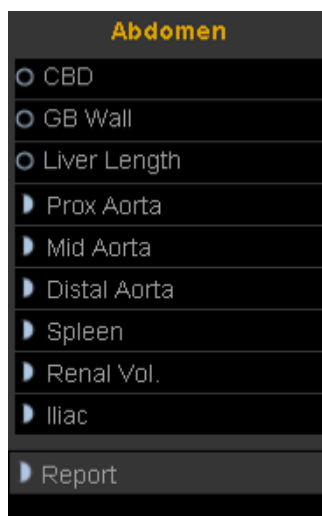 Abdomen
CBD
GB Wall
Liver Length
Prox Aorta
Mid Aorta
Distal Aorta
Spleen
Renal Vol.
Iliac
Report